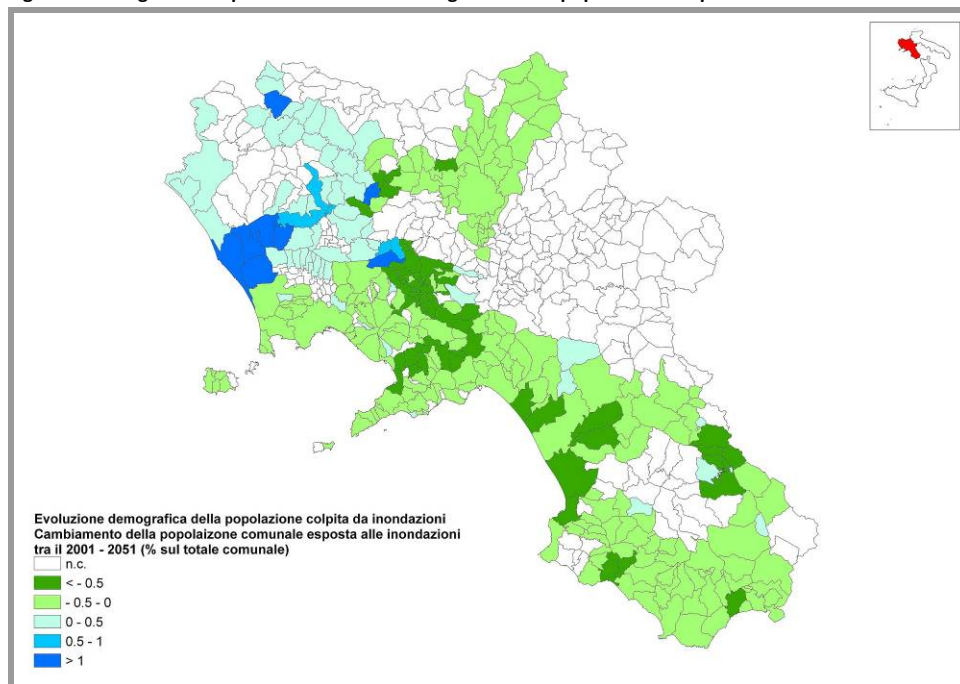 Evoluzione demografica della popolazione colpita da inondazioni
Cambiamento della popolaizone comunale esposta alle inondazioni
tra il 2001 - 2051 (% sul totale comunale)
n.c.
< - 0.5
- 0.5 - 0
0 - 0.5
0.5 - 1
> 1